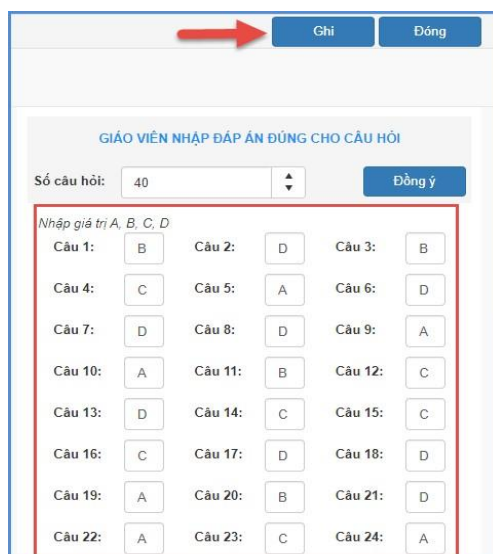 Ghi Đóng
GIÁO VIÊN NHẬP ĐÁP ÁN ĐÚNG CHO CÂU HỎI
Số câu hỏi: 40 Đồng ý
Nhập giá trị A, B, C, D
Câu 1: B Câu 2: D Câu 3: B
Câu 4: C Câu 5: A Câu 6: D
Câu 7: D Câu 8: D Câu 9: A
Câu 10: A Câu 11: B Câu 12: C
Câu 13: D Câu 14: C Câu 15: C
Câu 16: C Câu 17: D Câu 18: D
Câu 19: A Câu 20: B Câu 21: D
Câu 22: A Câu 23: C Câu 24: A